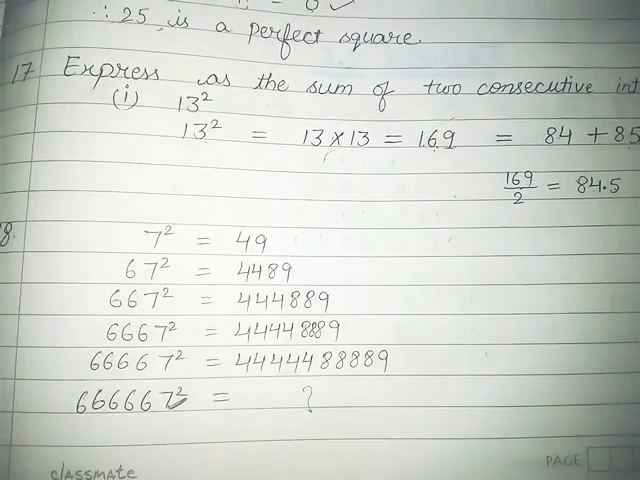 ∴ 25, is a perfect square.
17 Express as the sum of two consecutive int
(i) 13²
13² = 13 × 13 = 169 = 84 + 85
169/2 = 84.5
8.
7² = 49
67² = 4489
667² = 444889
6667² = 44448889
66667² = 4444488889
666667² = ?
classmate
PAGE